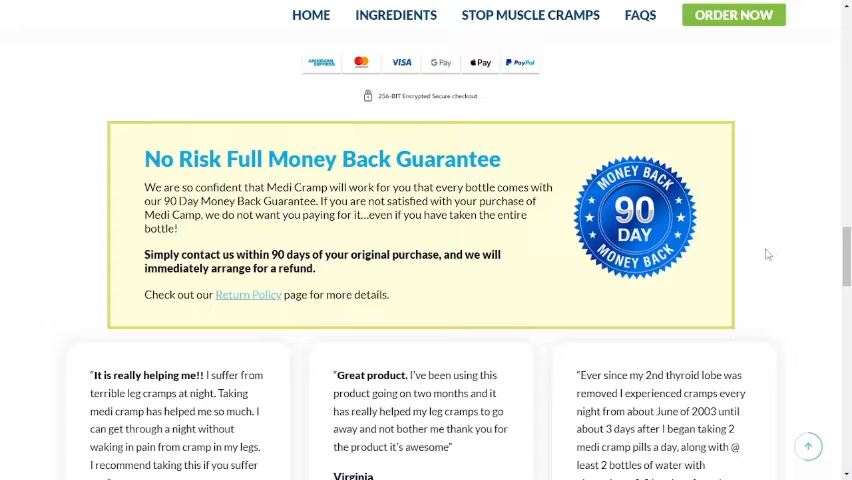 HOME INGREDIENTS STOP MUSCLE CRAMPS FAQS ORDER NOW
AMERICAN EXPRESS VISA G Pay Pay PayPal
256-BIT Encrypted Secure checkout
No Risk Full Money Back Guarantee
We are so confident that Medi Cramp will work for you that every bottle comes with
our 90 Day Money Back Guarantee. If you are not satisfied with your purchase of
Medi Camp, we do not want you paying for it...even if you have taken the entire
bottle!
Simply contact us within 90 days of your original purchase, and we will
immediately arrange for a refund.
Check out our Return Policy page for more details.
MONEY BACK
90
DAY
MONEY BACK
"It is really helping me!! I suffer from
terrible leg cramps at night. Taking
medi cramp has helped me so much. I
can get through a night without
waking in pain from cramp in my legs.
I recommend taking this if you suffer
"Great product. I've been using this
product going on two months and it
has really helped my leg cramps to go
away and not bother me thank you for
the product it's awesome"
Virginia
"Ever since my 2nd thyroid lobe was
removed I experienced cramps every
night from about June of 2003 until
about 3 days after I began taking 2
medi cramp pills a day, along with @
least 2 bottles of water with